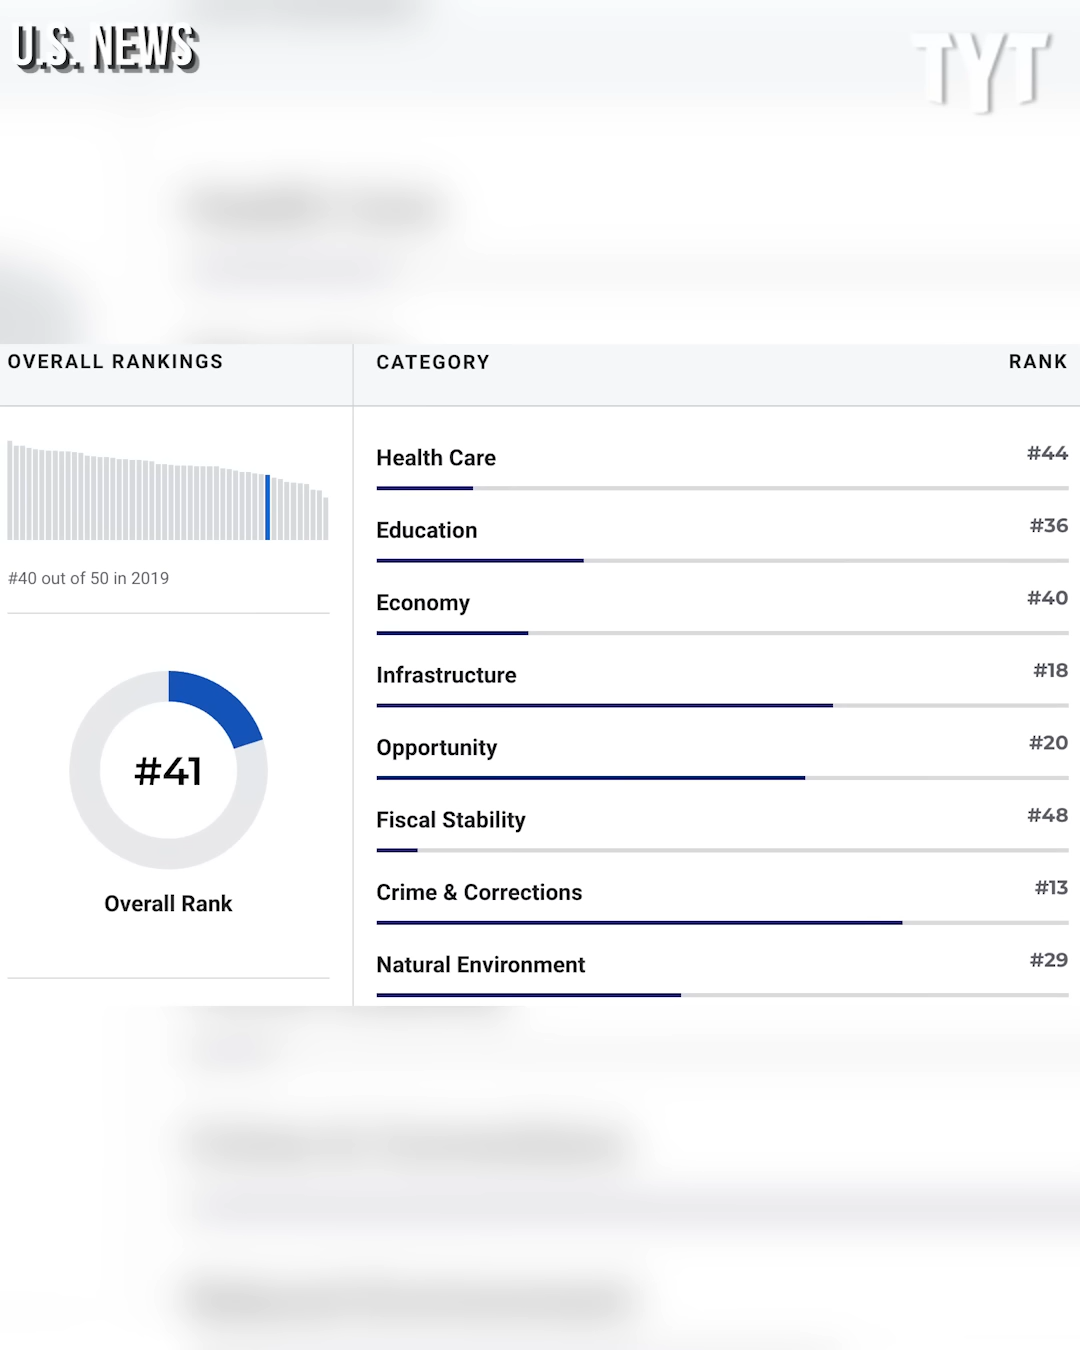 U.S. NEWS
TYT
OVERALL RANKINGS
#40 out of 50 in 2019
#41
Overall Rank
CATEGORY RANK
Health Care #44
Education #36
Economy #40
Infrastructure #18
Opportunity #20
Fiscal Stability #48
Crime & Corrections #13
Natural Environment #29